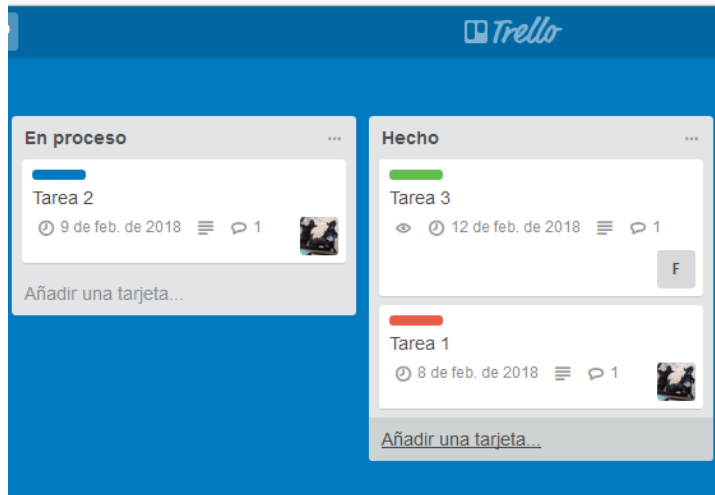 Trello
En proceso
Tarea 2
9 de feb. de 2018 1
Añadir una tarjeta...
Hecho
Tarea 3
12 de feb. de 2018 1
F
Tarea 1
8 de feb. de 2018 1
Añadir una tarjeta...